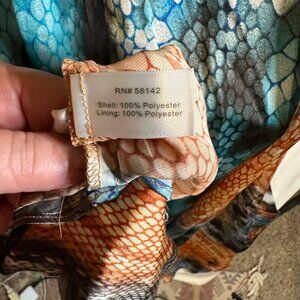 RN# 58142
Shell: 100% Polyester
Lining: 100% Polyester